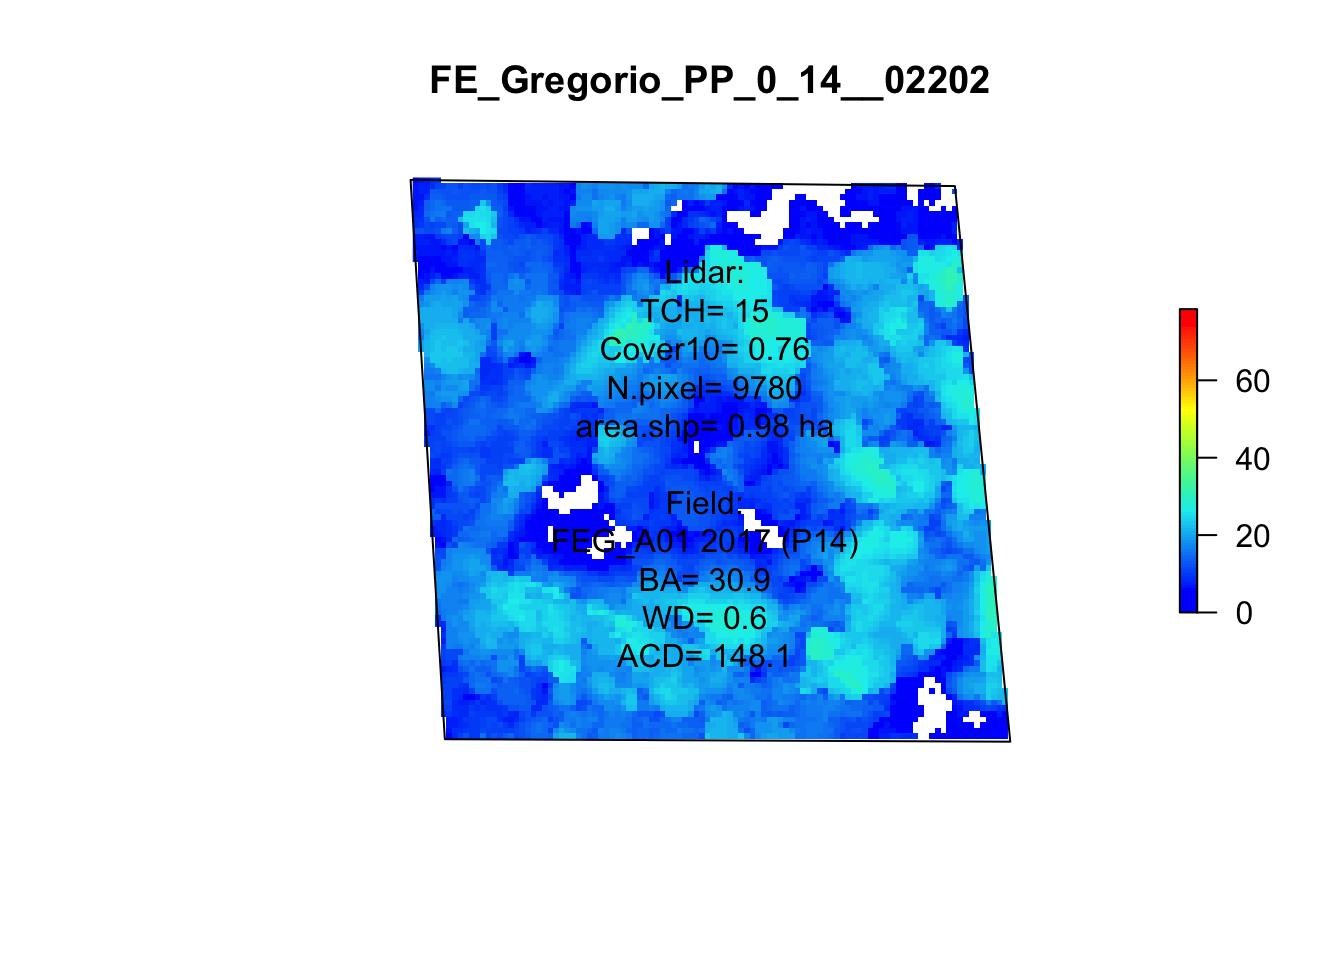 FE_Gregorio_PP_0_14__02202
Lidar:
TCH= 15
Cover10= 0.76
N.pixel= 9780
area.shp= 0.98 ha
Field:
FEG_A01 2017 (P14)
BA= 30.9
WD= 0.6
ACD= 148.1
60
40
20
0